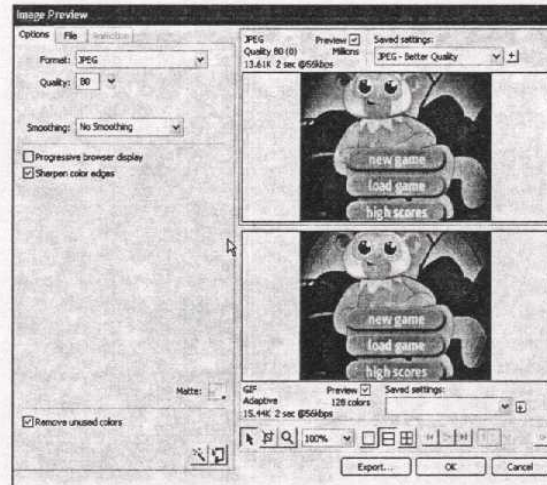 Image Preview
Options File Animation
Format: JPEG
Quality: 80
Smoothing: No Smoothing
Progressive browser display
Sharpen color edges
Matte:
Remove unused colors
JPEG Preview Saved settings:
Quality 80 (0) Millions JPEG - Better Quality
13.61K 2 sec @56kbps
new game
load game
high scores
new game
load game
high scores
GIF Preview Saved settings:
Adaptive 128 colors
15.44K 2 sec @56kbps
100%
Export... OK Cancel